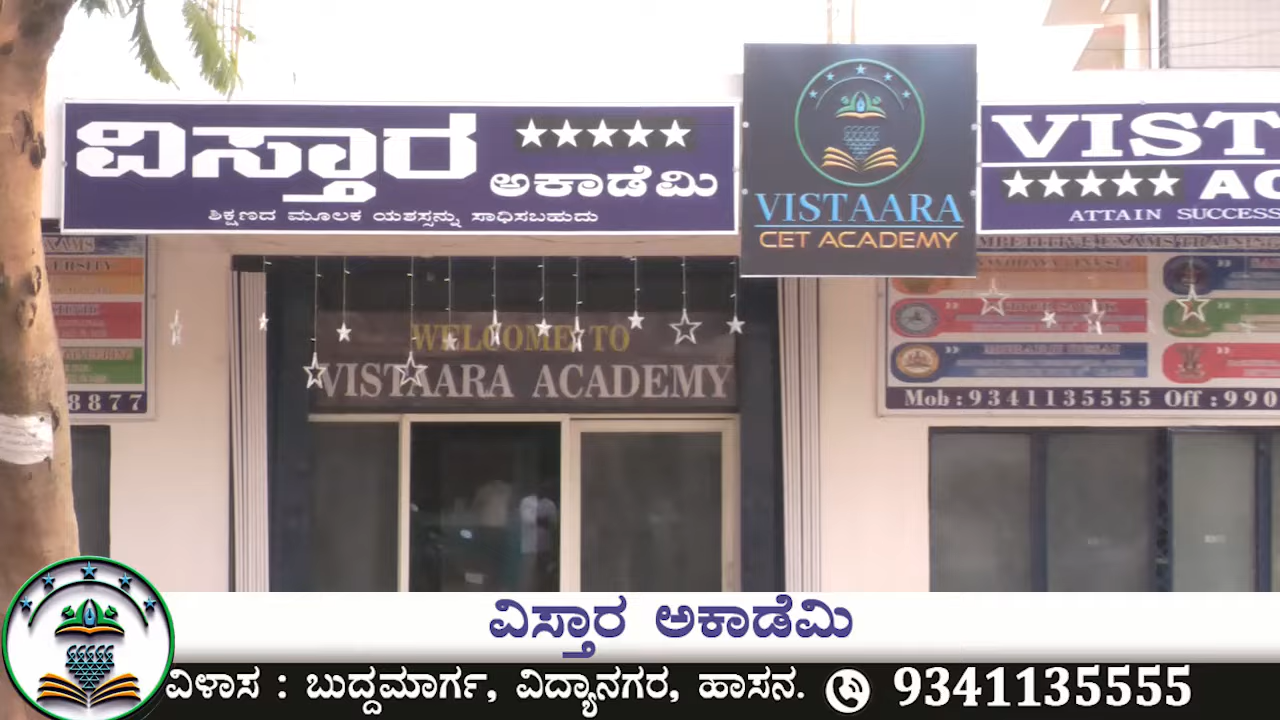 ವಿಸ್ತಾರ
ಅಕಾಡೆಮಿ
ಶಿಕ್ಷಣದ ಮೂಲಕ ಯಶಸ್ಸನ್ನು ಸಾಧಿಸಬಹುದು
VISTAARA
CET ACADEMY
VIST
AC
ATTAIN SUCCESS
EXAMS
WELCOME TO
VISTAARA ACADEMY
8877
Mob : 9341135555 Off : 990
ವಿಸ್ತಾರ ಅಕಾಡೆಮಿ
ವಿಳಾಸ : ಬುದ್ದಮಾರ್ಗ, ವಿದ್ಯಾನಗರ, ಹಾಸನ. 9341135555